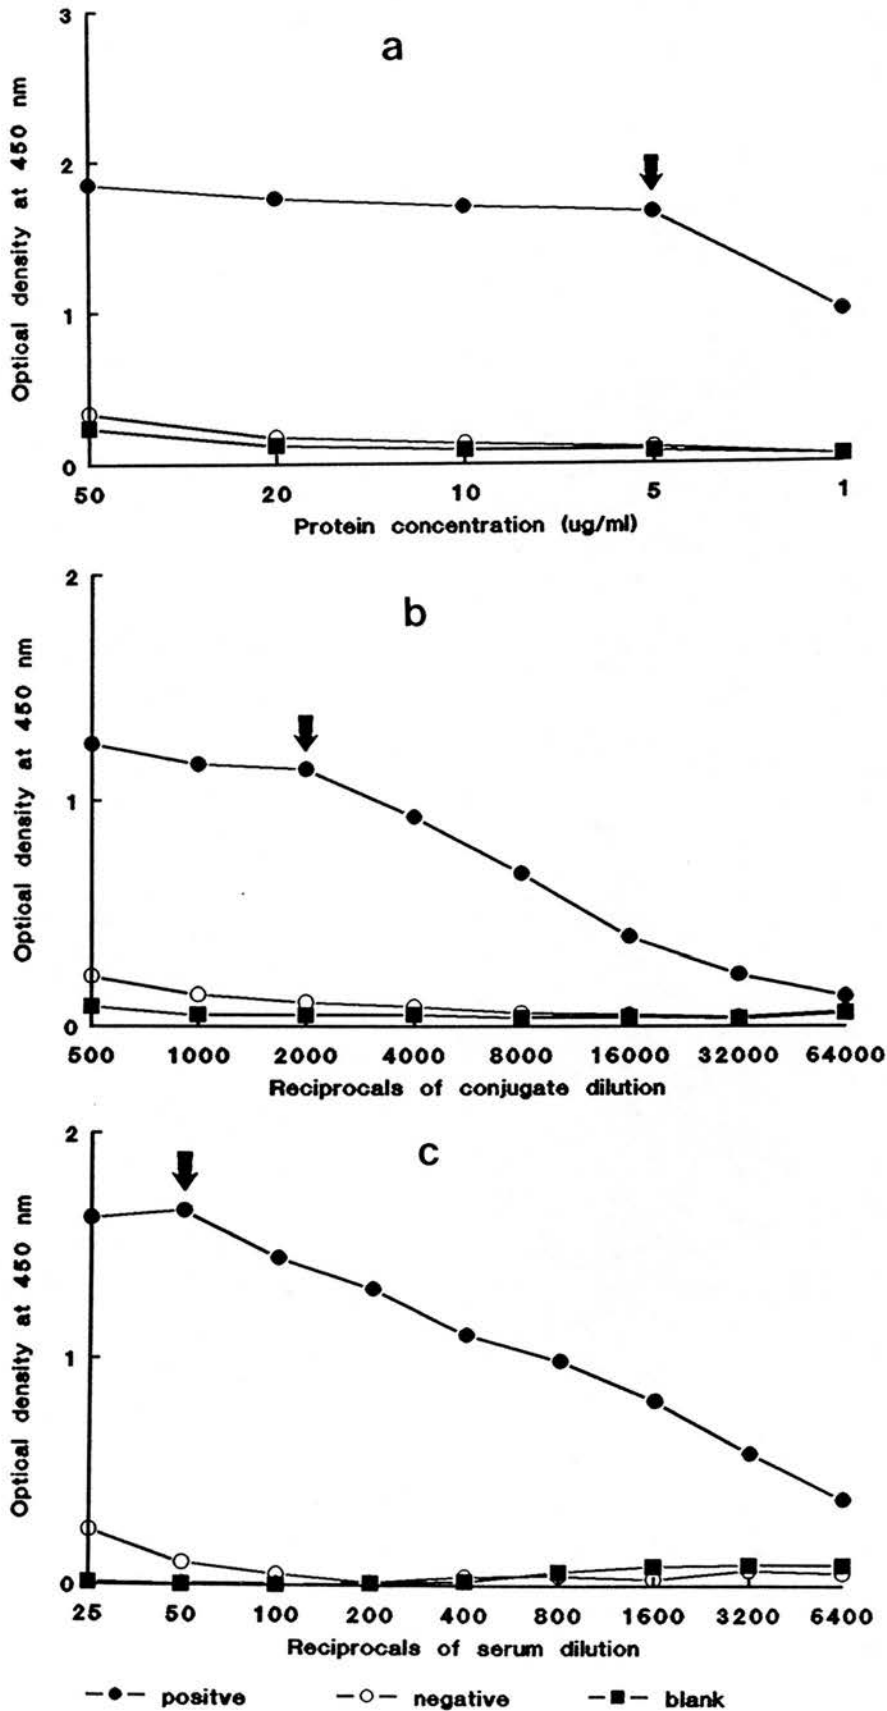 a
3
2
1
0
Optical density at 450 nm
50 20 10 5 1
Protein concentration (ug/ml)
b
2
1
0
Optical density at 450 nm
500 1000 2000 4000 8000 16000 32000 64000
Reciprocals of conjugate dilution
c
2
1
0
Optical density at 450 nm
25 50 100 200 400 800 1600 3200 6400
Reciprocals of serum dilution
positve negative blank